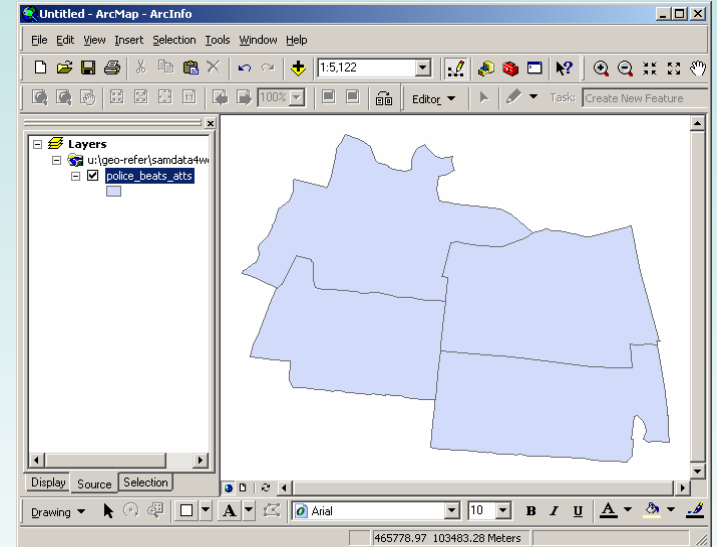 Untitled - ArcMap - ArcInfo
File Edit View Insert Selection Tools Window Help
1:5,122
100% Editor Task: Create New Feature
Layers
u:\geo-refer\samdata4w
police_beats_atts
Display Source Selection
Drawing A Arial 10 B I U A
465778.97 103483.28 Meters